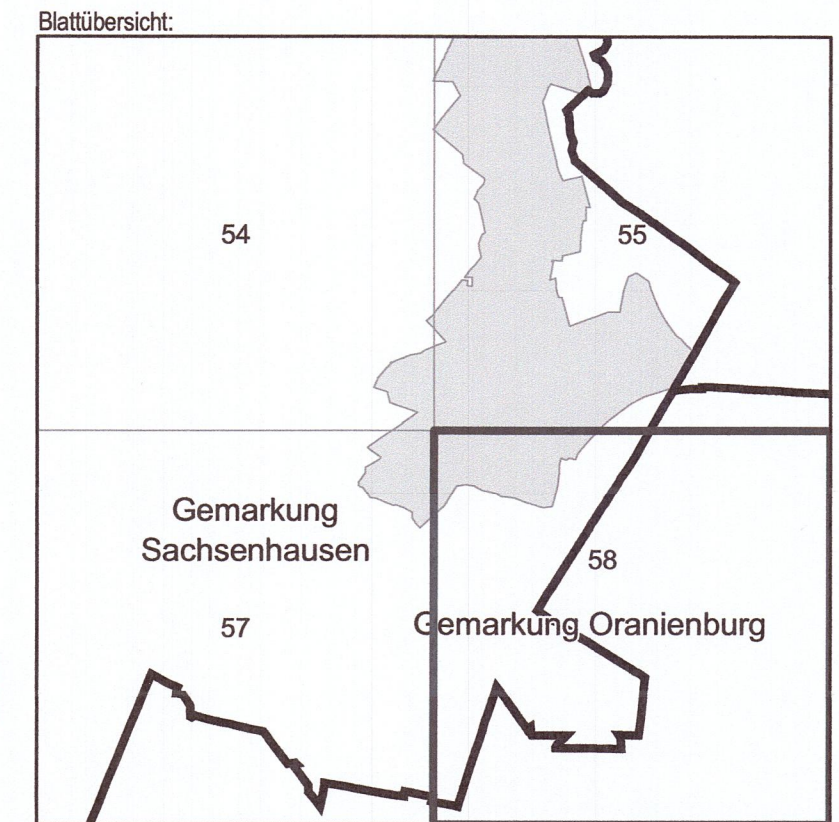 Blattübersicht:
54
55
Gemarkung
Sachsenhausen
58
57
Gemarkung Oranienburg